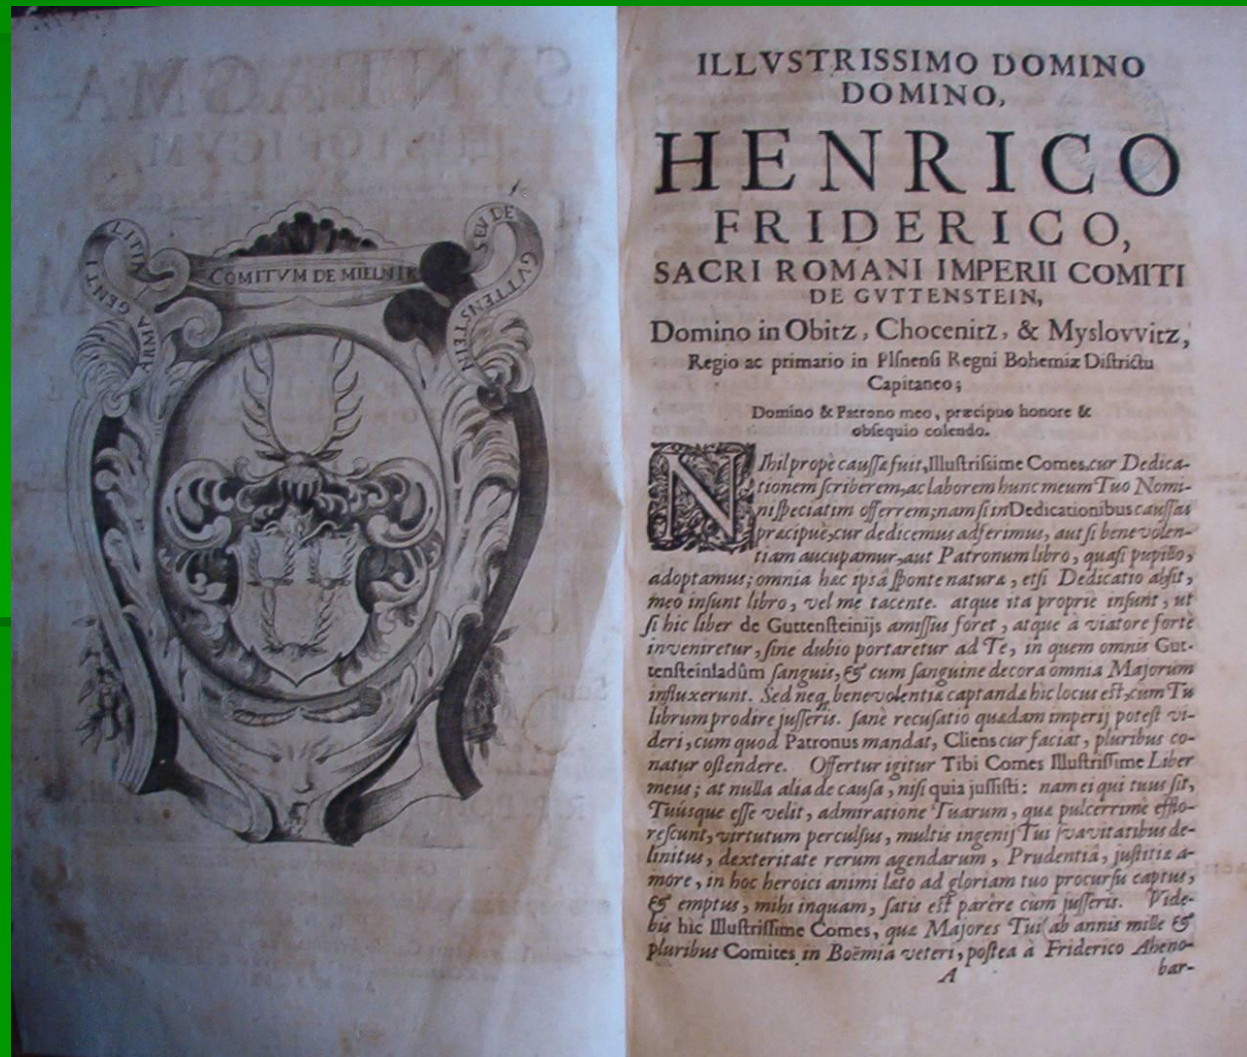 ARMA GENTILITIA
COMITVM DE MIELNIK
SEV DE GVTTENSTEIN
ILLVSTRISSIMO DOMINO
DOMINO,
HENRICO
FRIDERICO,
SACRI ROMANI IMPERII COMITI
DE GVTTENSTEIN,
Domino in Obitz, Chocenitz, & Myslovvitz,
Regio ac primario in Plſnenſi Regni Bohemiæ Diſtrictu
Capitaneo;
Domino & Patrono meo, præcipuo honore &
obſequio colendo.
NIhil propè cauſſæ fuit, Illuſtriſsime Comes, cur Dedica-
tionem ſcriberem, ac laborem hunc meum Tuo Nomi-
ni ſpeciatim offerrem; nam ſi in Dedicationibus cauſſas
præcipuè, cur dedicemus adferimus, aut ſi benevolen-
tiam aucupamur, aut Patronum libro, quaſi pupillo,
adoptamus; omnia hæc ipsâ ſponte naturæ, etſi Dedicatio abſit,
meo inſunt libro, vel me tacente. atque ita propriè inſunt, ut
ſi hic liber de Guttenſteinijs amiſſus foret, atque à viatore fortè
inveniretur, ſine dubio portaretur ad Te, in quem omnis Gut-
tenſteinladûm ſanguis, & cum ſanguine decora omnia Majorum
influxerunt. Sed neq, benevolentiæ captandæ hic locus eſt, cum Tu
librum prodire juſſeris. ſanè recuſatio quædam imperij poteſt vi-
deri, cum quod Patronus mandat, Cliens cur faciat, pluribus co-
natur oſtendere. Offertur igitur Tibi Comes Illuſtriſſime Liber
meus; at nulla alia de cauſa, niſi quia juſſiſti: nam ei qui tuus ſit,
Tuúsque eſſe velit, admiratione Tuarum, quæ pulcerrimè efflo-
reſcunt, virtutum perculſus, multis ingenij Tui ſvavitatibus de-
linitus, dexteritate rerum agendarum, Prudentiâ, juſtitiæ a-
more, in hoc heroici animi læto ad gloriam tuo procurſu captus,
& emptus, mihi inquam, ſatis eſt parère cùm juſſeris. Vide-
bis hic Illuſtriſſime Comes, quæ Majores Tui ab annis mille &
pluribus Comites in Boëmia veteri, poſtea à Friderico Aheno-
A bar-